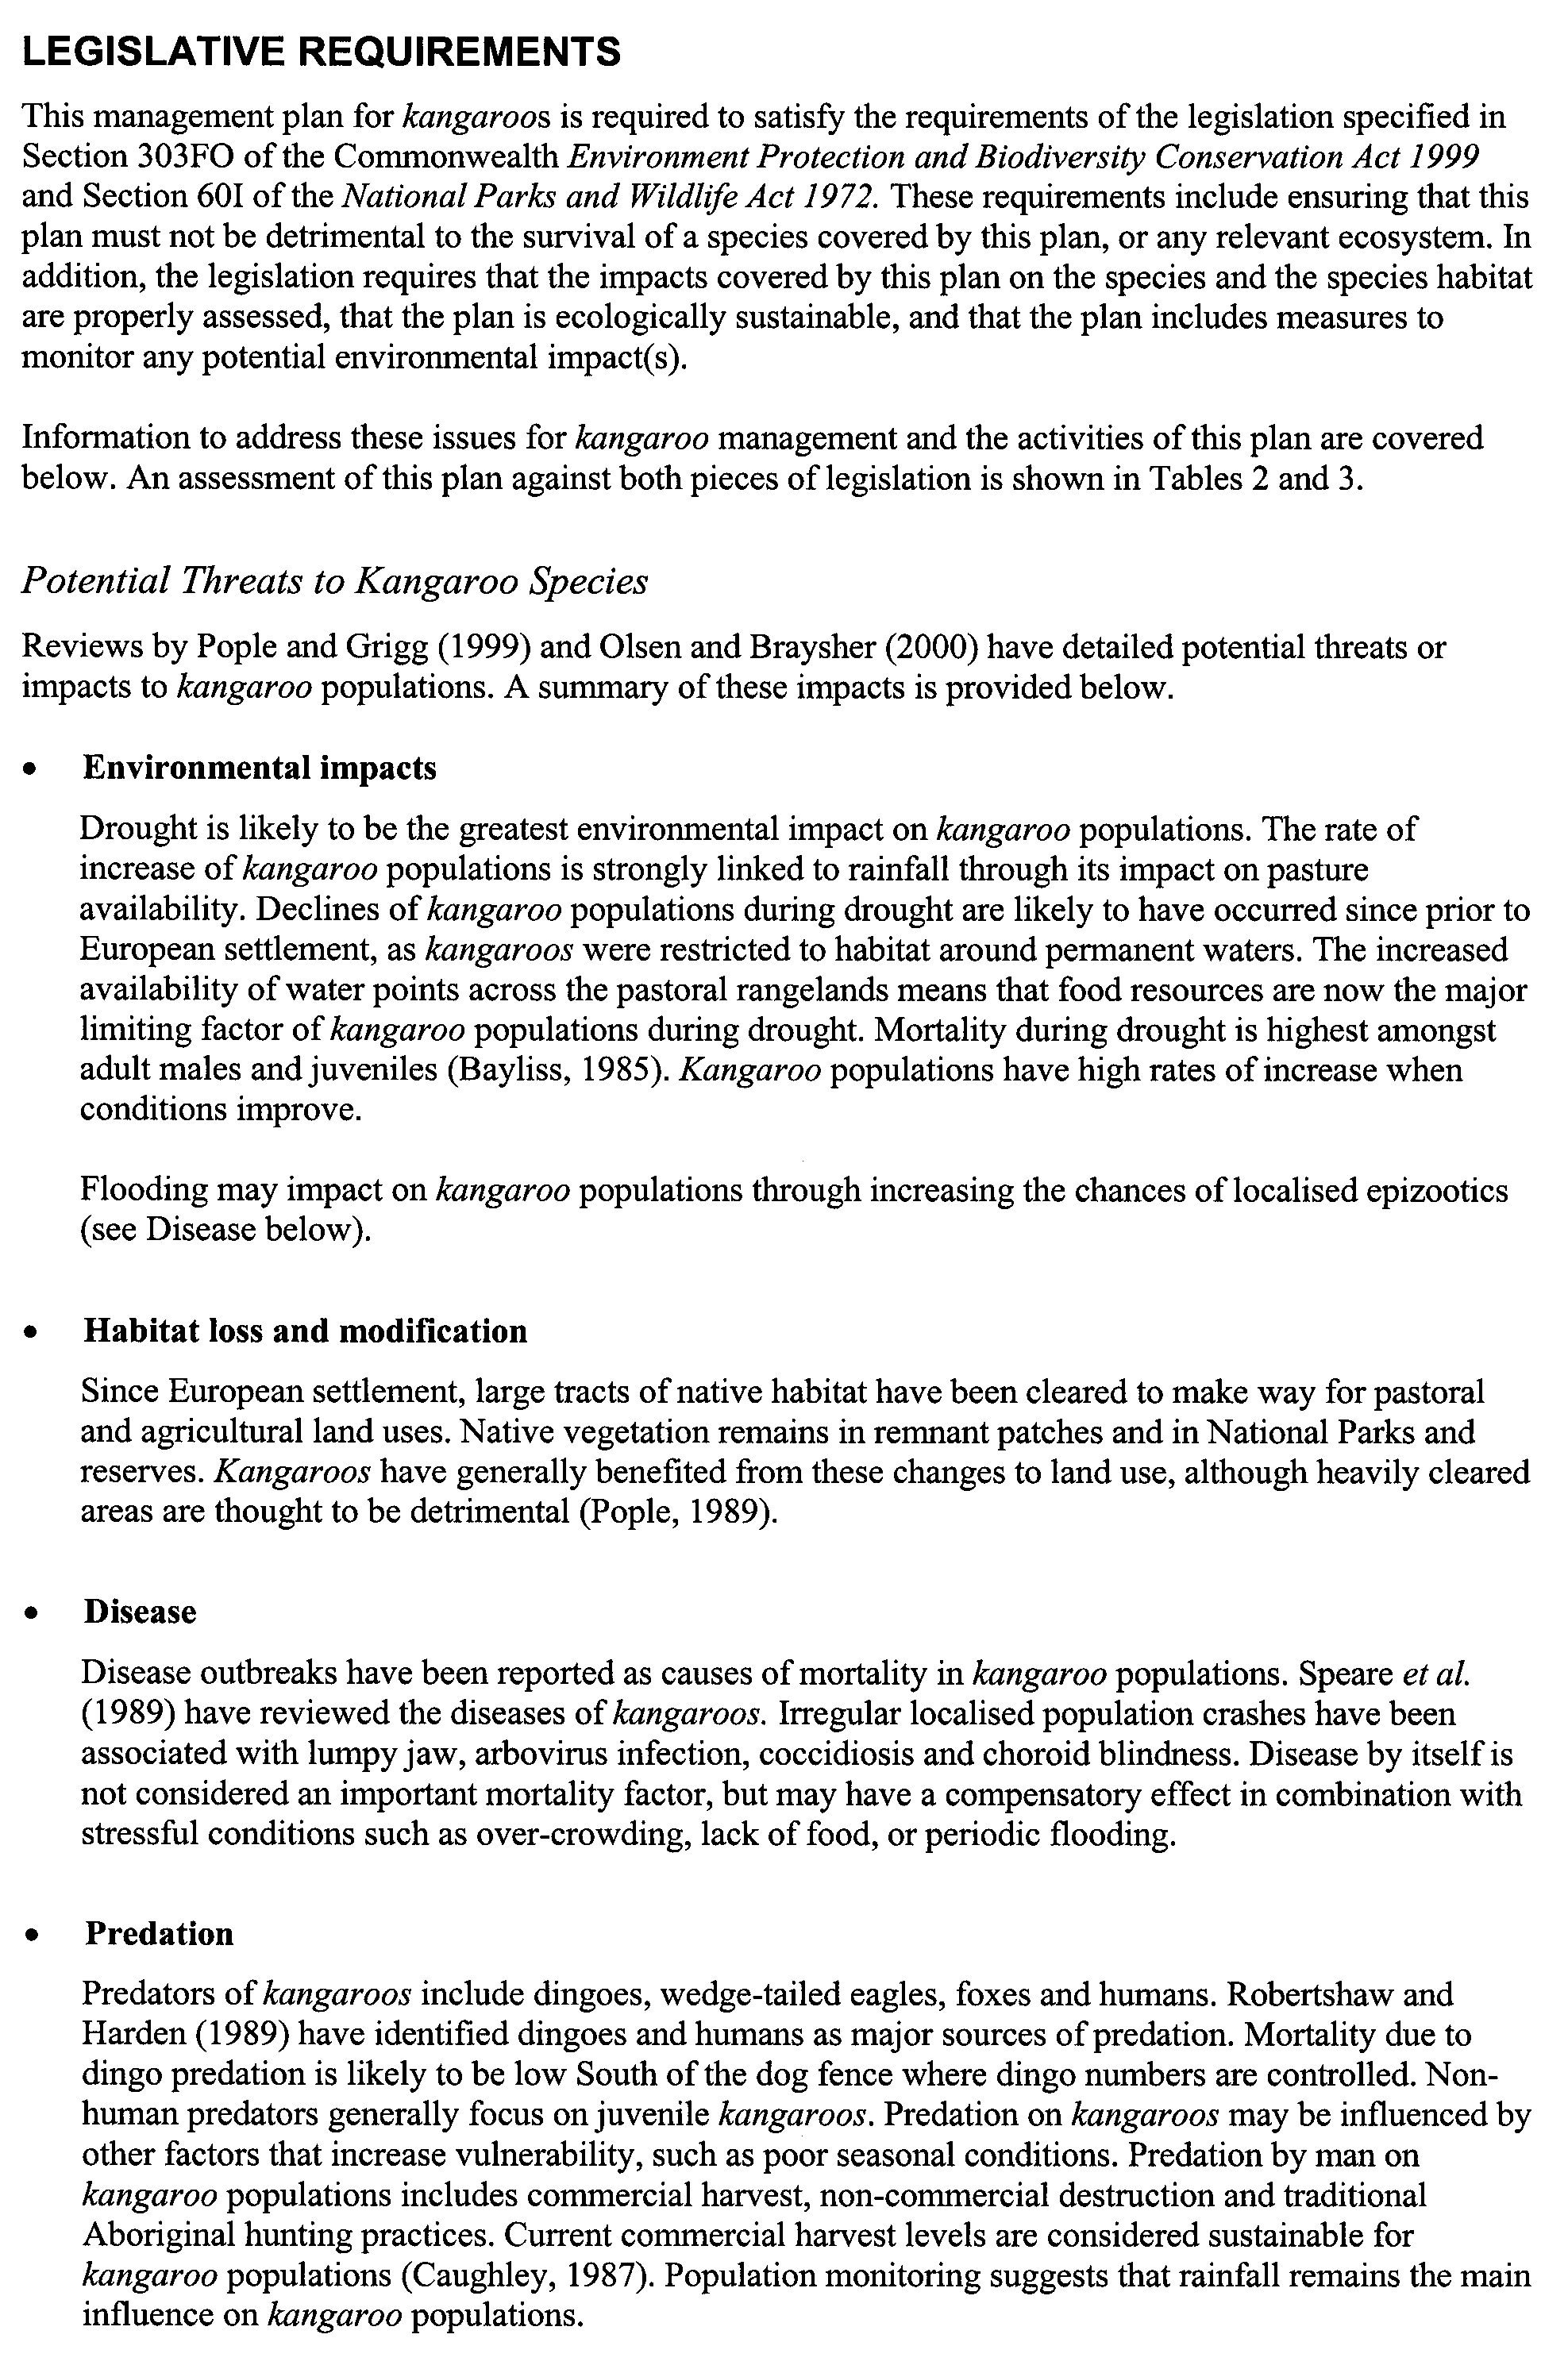 LEGISLATIVE REQUIREMENTS
This management plan for kangaroos is required to satisfy the requirements of the legislation specified in
Section 303FO of the Commonwealth Environment Protection and Biodiversity Conservation Act 1999
and Section 60I of the National Parks and Wildlife Act 1972. These requirements include ensuring that this
plan must not be detrimental to the survival of a species covered by this plan, or any relevant ecosystem. In
addition, the legislation requires that the impacts covered by this plan on the species and the species habitat
are properly assessed, that the plan is ecologically sustainable, and that the plan includes measures to
monitor any potential environmental impact(s).
Information to address these issues for kangaroo management and the activities of this plan are covered
below. An assessment of this plan against both pieces of legislation is shown in Tables 2 and 3.
Potential Threats to Kangaroo Species
Reviews by Pople and Grigg (1999) and Olsen and Braysher (2000) have detailed potential threats or
impacts to kangaroo populations. A summary of these impacts is provided below.
• Environmental impacts
Drought is likely to be the greatest environmental impact on kangaroo populations. The rate of
increase of kangaroo populations is strongly linked to rainfall through its impact on pasture
availability. Declines of kangaroo populations during drought are likely to have occurred since prior to
European settlement, as kangaroos were restricted to habitat around permanent waters. The increased
availability of water points across the pastoral rangelands means that food resources are now the major
limiting factor of kangaroo populations during drought. Mortality during drought is highest amongst
adult males and juveniles (Bayliss, 1985). Kangaroo populations have high rates of increase when
conditions improve.
Flooding may impact on kangaroo populations through increasing the chances of localised epizootics
(see Disease below).
• Habitat loss and modification
Since European settlement, large tracts of native habitat have been cleared to make way for pastoral
and agricultural land uses. Native vegetation remains in remnant patches and in National Parks and
reserves. Kangaroos have generally benefited from these changes to land use, although heavily cleared
areas are thought to be detrimental (Pople, 1989).
• Disease
Disease outbreaks have been reported as causes of mortality in kangaroo populations. Speare et al.
(1989) have reviewed the diseases of kangaroos. Irregular localised population crashes have been
associated with lumpy jaw, arbovirus infection, coccidiosis and choroid blindness. Disease by itself is
not considered an important mortality factor, but may have a compensatory effect in combination with
stressful conditions such as over-crowding, lack of food, or periodic flooding.
• Predation
Predators of kangaroos include dingoes, wedge-tailed eagles, foxes and humans. Robertshaw and
Harden (1989) have identified dingoes and humans as major sources of predation. Mortality due to
dingo predation is likely to be low South of the dog fence where dingo numbers are controlled. Non-
human predators generally focus on juvenile kangaroos. Predation on kangaroos may be influenced by
other factors that increase vulnerability, such as poor seasonal conditions. Predation by man on
kangaroo populations includes commercial harvest, non-commercial destruction and traditional
Aboriginal hunting practices. Current commercial harvest levels are considered sustainable for
kangaroo populations (Caughley, 1987). Population monitoring suggests that rainfall remains the main
influence on kangaroo populations.